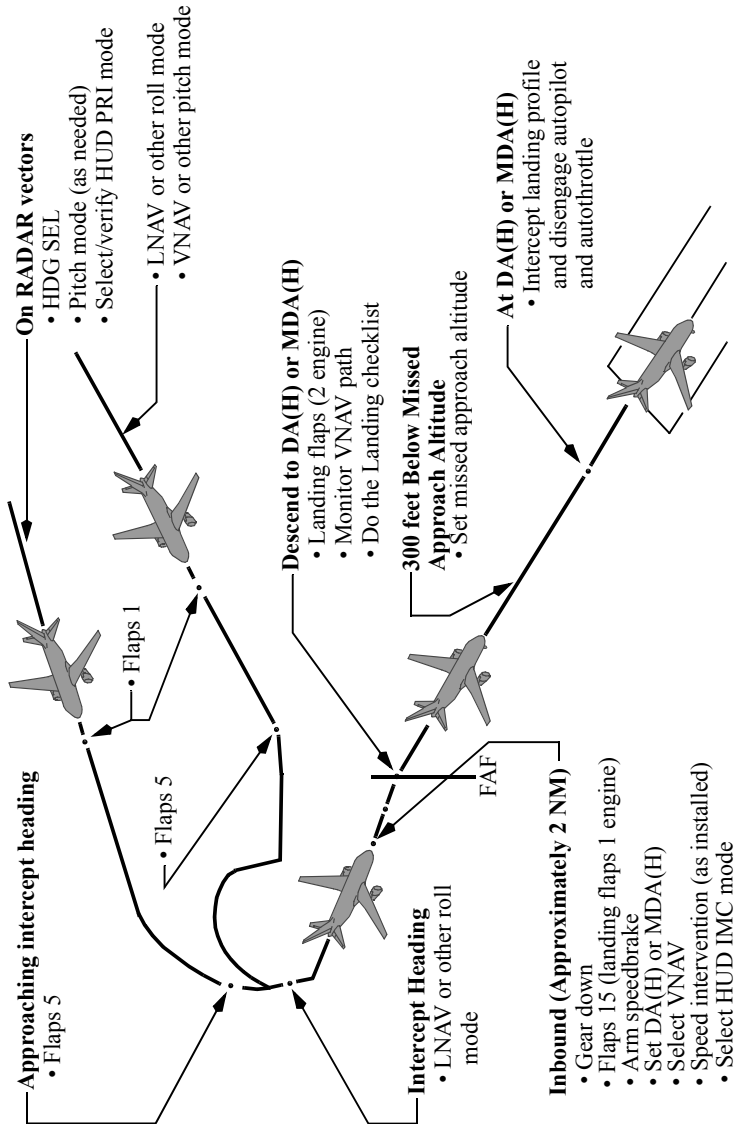 On RADAR vectors
• HDG SEL
• Pitch mode (as needed)
• Select/verify HUD PRI mode
• LNAV or other roll mode
• VNAV or other pitch mode
• Flaps 1
Approaching intercept heading
• Flaps 5
• Flaps 5
Intercept Heading
• LNAV or other roll
mode
Inbound (Approximately 2 NM)
• Gear down
• Flaps 15 (landing flaps 1 engine)
• Arm speedbrake
• Set DA(H) or MDA(H)
• Select VNAV
• Speed intervention (as installed)
• Select HUD IMC mode
FAF
Descend to DA(H) or MDA(H)
• Landing flaps (2 engine)
• Monitor VNAV path
• Do the Landing checklist
300 feet Below Missed
Approach Altitude
• Set missed approach altitude
At DA(H) or MDA(H)
• Intercept landing profile
and disengage autopilot
and autothrottle